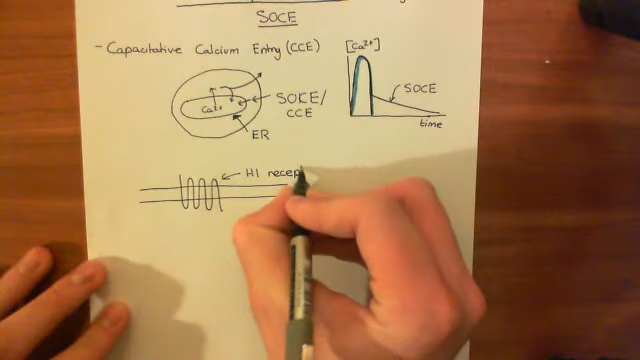 SOCE
- Capacitative Calcium Entry (CCE)
[Ca²⁺]
Ca²⁺
SOCE/
CCE
ER
SOCE
time
H1 recep